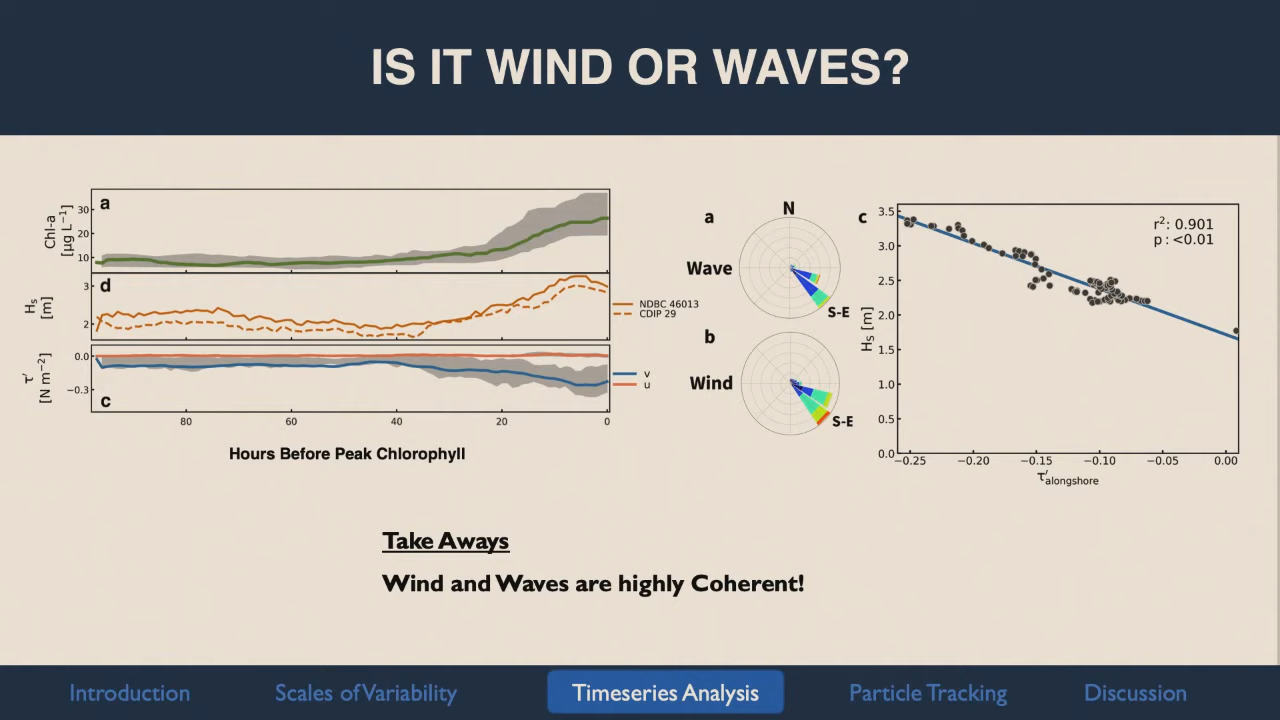 IS IT WIND OR WAVES?
a
Chl-a
[µg L⁻¹]
30
20
10
d
Hs
[m]
3
2
NDBC 46013
CDIP 29
τ′
[N m⁻²]
0.0
−0.3
c
v
u
80
60
40
20
0
Hours Before Peak Chlorophyll
a
N
Wave
S-E
b
Wind
S-E
c
r²: 0.901
p : <0.01
Hs [m]
3.5
3.0
2.5
2.0
1.5
1.0
0.5
0.0
−0.25
−0.20
−0.15
−0.10
−0.05
0.00
τ′alongshore
Take Aways
Wind and Waves are highly Coherent!
Introduction
Scales of Variability
Timeseries Analysis
Particle Tracking
Discussion